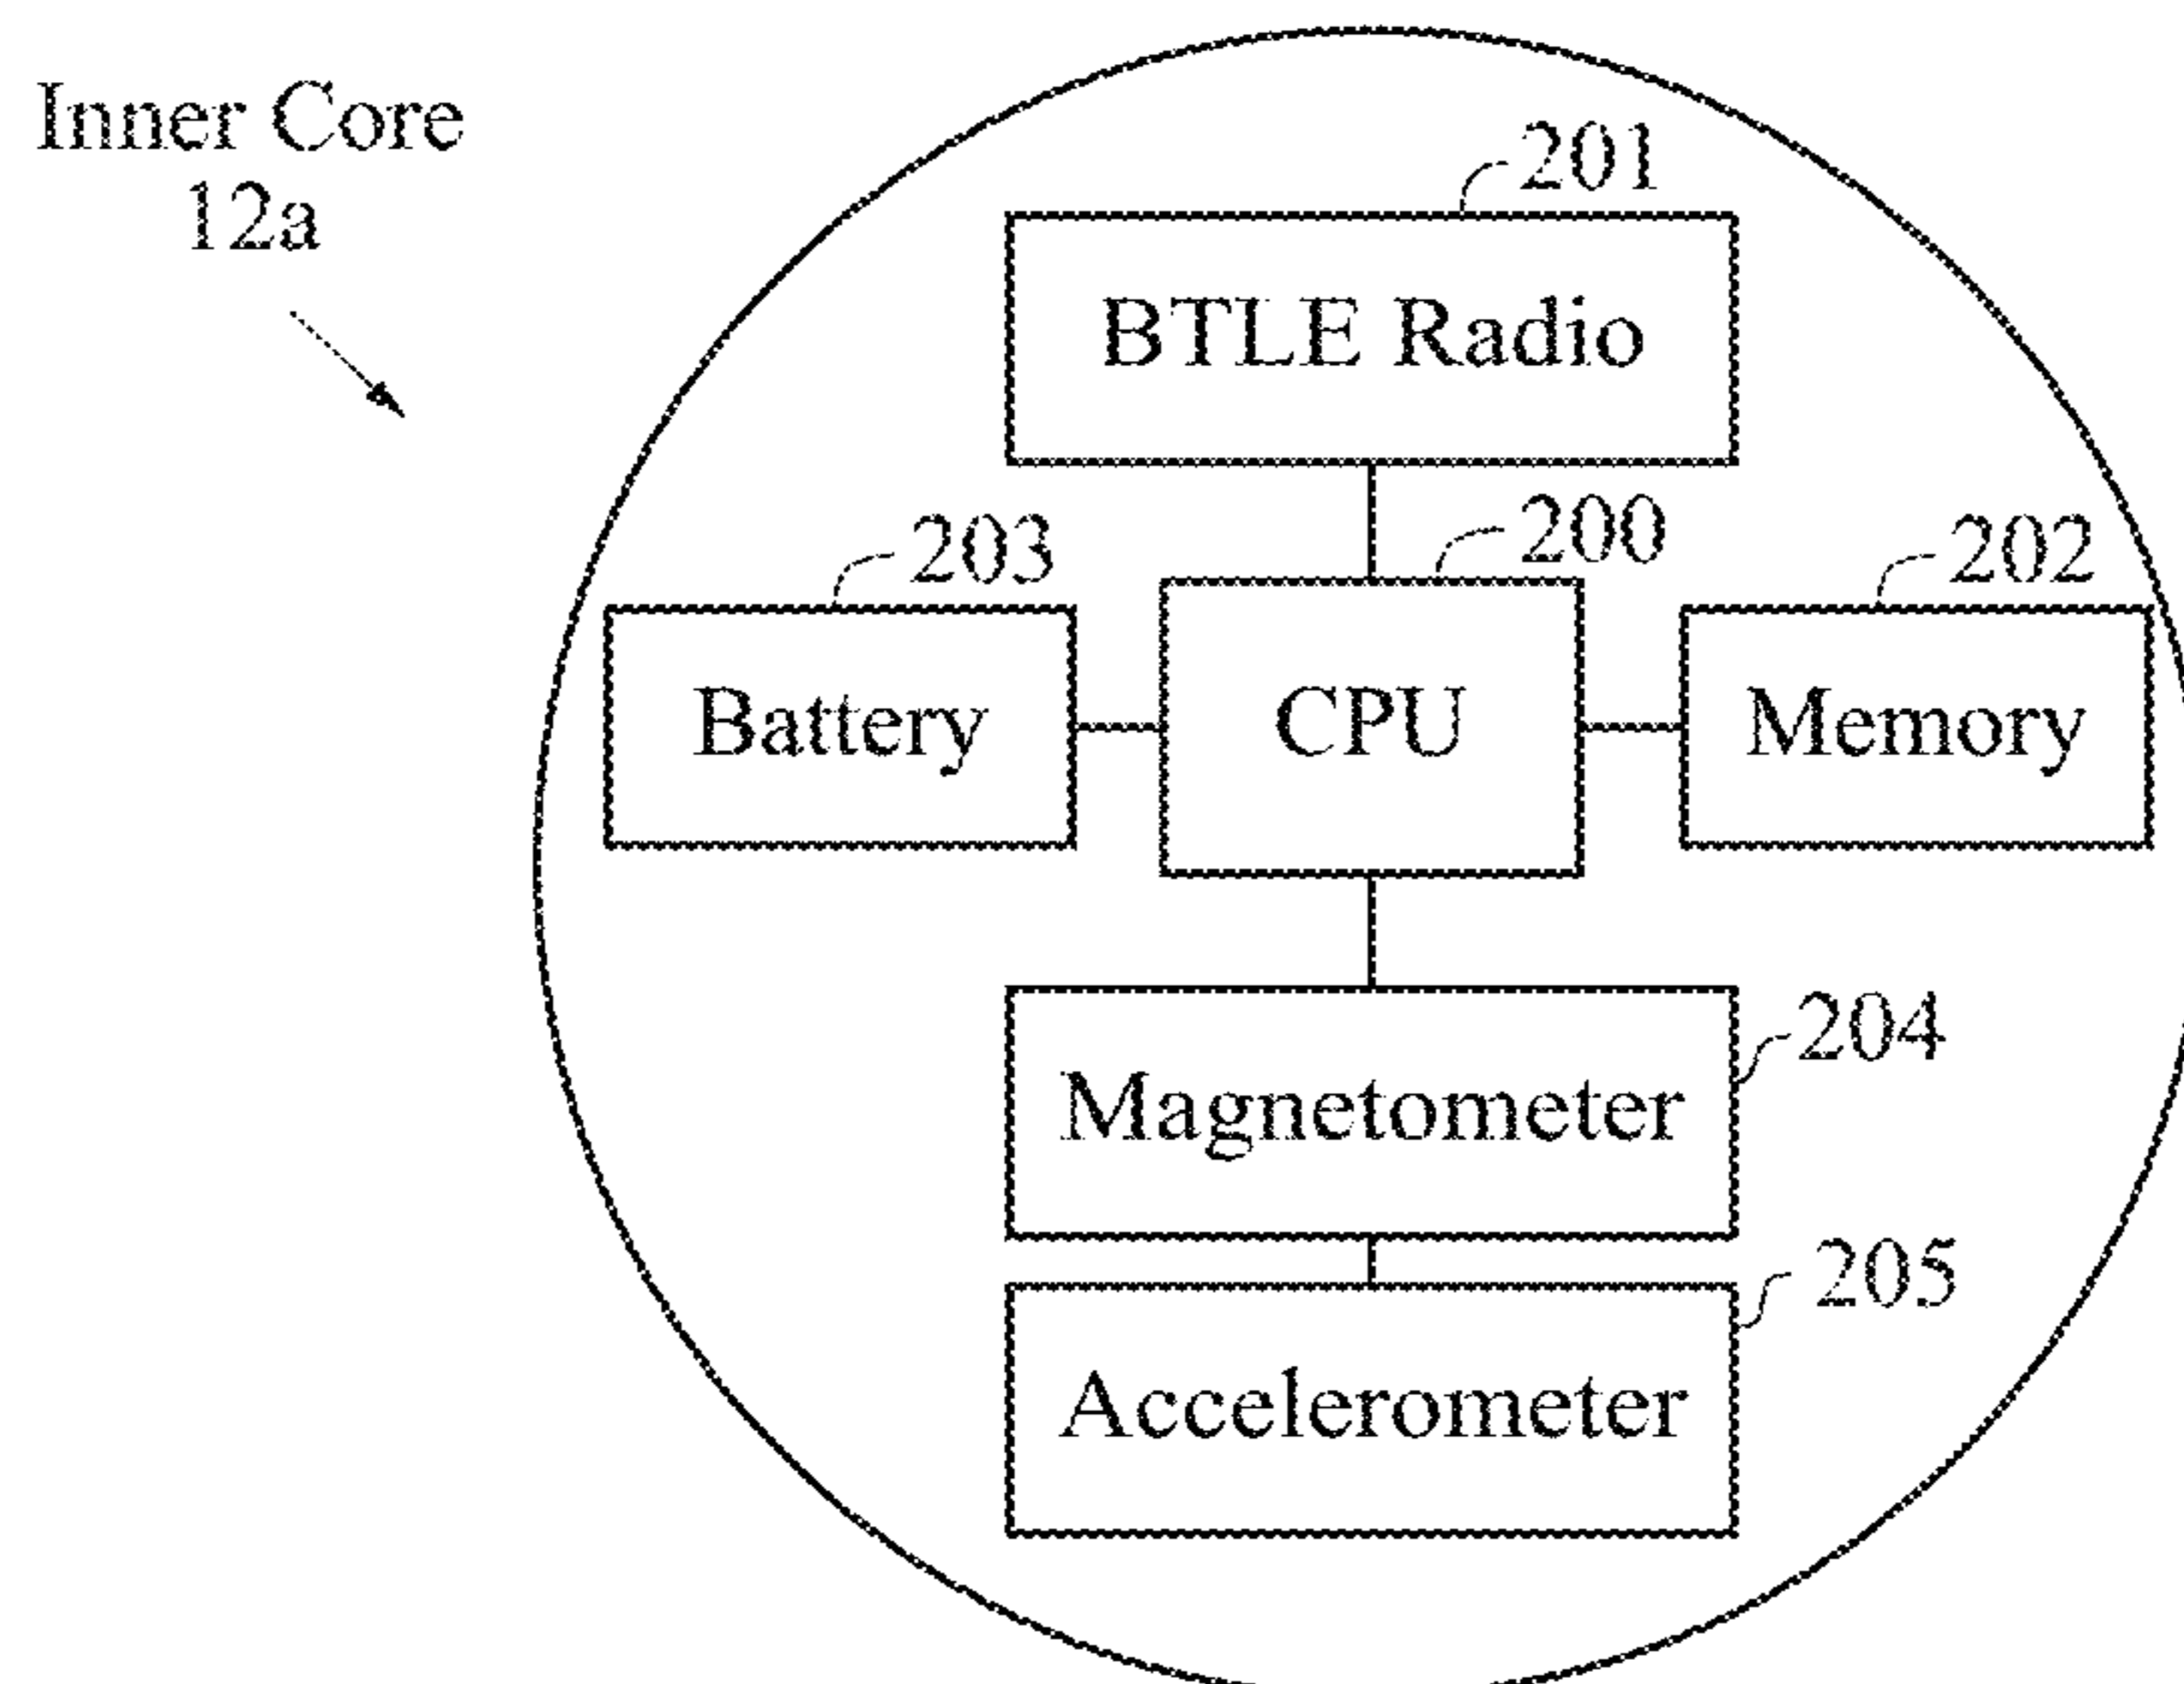 Inner Core
12a
201
BTLE Radio
203
200
202
Battery
CPU
Memory
204
Magnetometer
205
Accelerometer